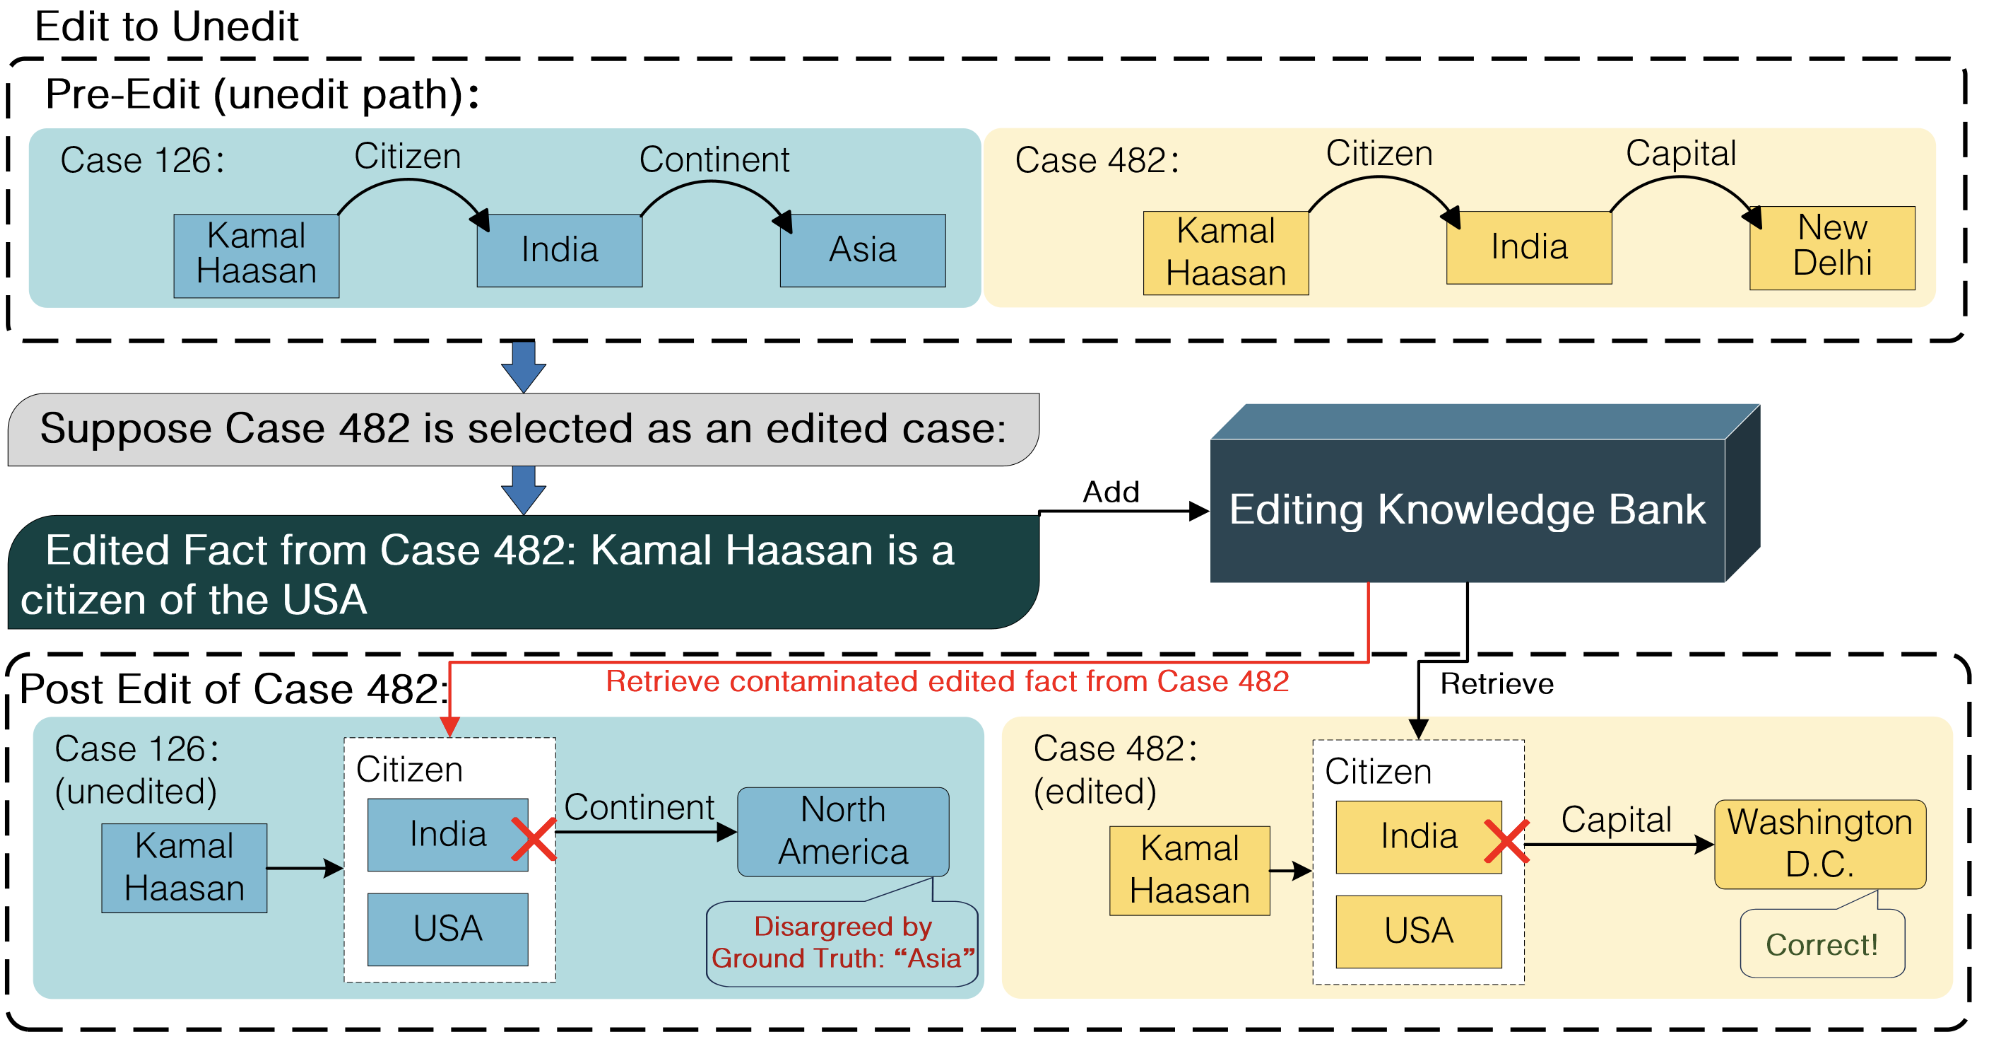 Edit to Unedit
Pre-Edit (unedit path):
Case 126:
Citizen
Continent
Kamal
Haasan
India
Asia
Case 482:
Citizen
Capital
Kamal
Haasan
India
New
Delhi
Suppose Case 482 is selected as an edited case:
Edited Fact from Case 482: Kamal Haasan is a
citizen of the USA
Add
Editing Knowledge Bank
Retrieve contaminated edited fact from Case 482
Retrieve
Post Edit of Case 482:
Case 126:
(unedited)
Kamal
Haasan
Citizen
India
USA
Continent
North
America
Disargreed by
Ground Truth: “Asia”
Case 482:
(edited)
Kamal
Haasan
Citizen
India
USA
Capital
Washington
D.C.
Correct!